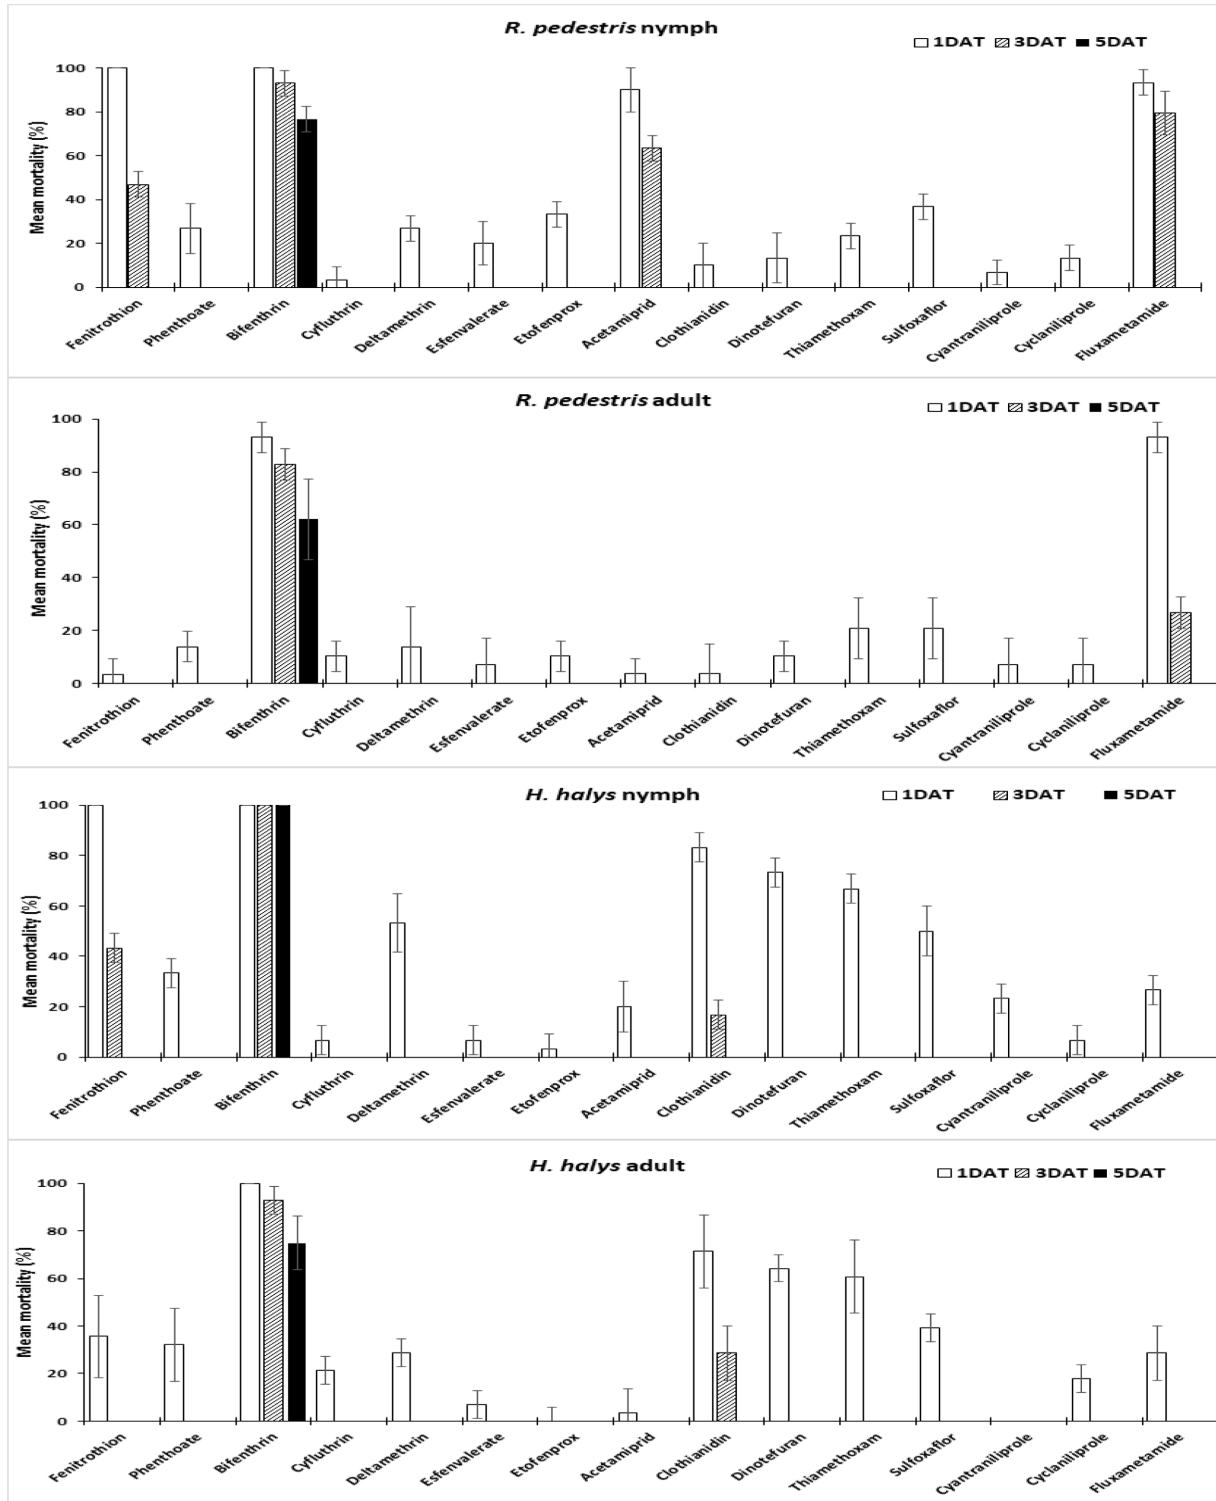 R. pedestris nymph
1DAT 3DAT 5DAT
Mean mortality (%)
100
80
60
40
20
0
Fenitrothion
Phenthoate
Bifenthrin
Cyfluthrin
Deltamethrin
Esfenvalerate
Etofenprox
Acetamiprid
Clothianidin
Dinotefuran
Thiamethoxam
Sulfoxaflor
Cyantraniliprole
Cyclaniliprole
Fluxametamide
R. pedestris adult
1DAT 3DAT 5DAT
Mean mortality (%)
100
80
60
40
20
0
Fenitrothion
Phenthoate
Bifenthrin
Cyfluthrin
Deltamethrin
Esfenvalerate
Etofenprox
Acetamiprid
Clothianidin
Dinotefuran
Thiamethoxam
Sulfoxaflor
Cyantraniliprole
Cyclaniliprole
Fluxametamide
H. halys nymph
1DAT 3DAT 5DAT
Mean mortality (%)
100
80
60
40
20
0
Fenitrothion
Phenthoate
Bifenthrin
Cyfluthrin
Deltamethrin
Esfenvalerate
Etofenprox
Acetamiprid
Clothianidin
Dinotefuran
Thiamethoxam
Sulfoxaflor
Cyantraniliprole
Cyclaniliprole
Fluxametamide
H. halys adult
1DAT 3DAT 5DAT
Mean mortality (%)
100
80
60
40
20
0
Fenitrothion
Phenthoate
Bifenthrin
Cyfluthrin
Deltamethrin
Esfenvalerate
Etofenprox
Acetamiprid
Clothianidin
Dinotefuran
Thiamethoxam
Sulfoxaflor
Cyantraniliprole
Cyclaniliprole
Fluxametamide